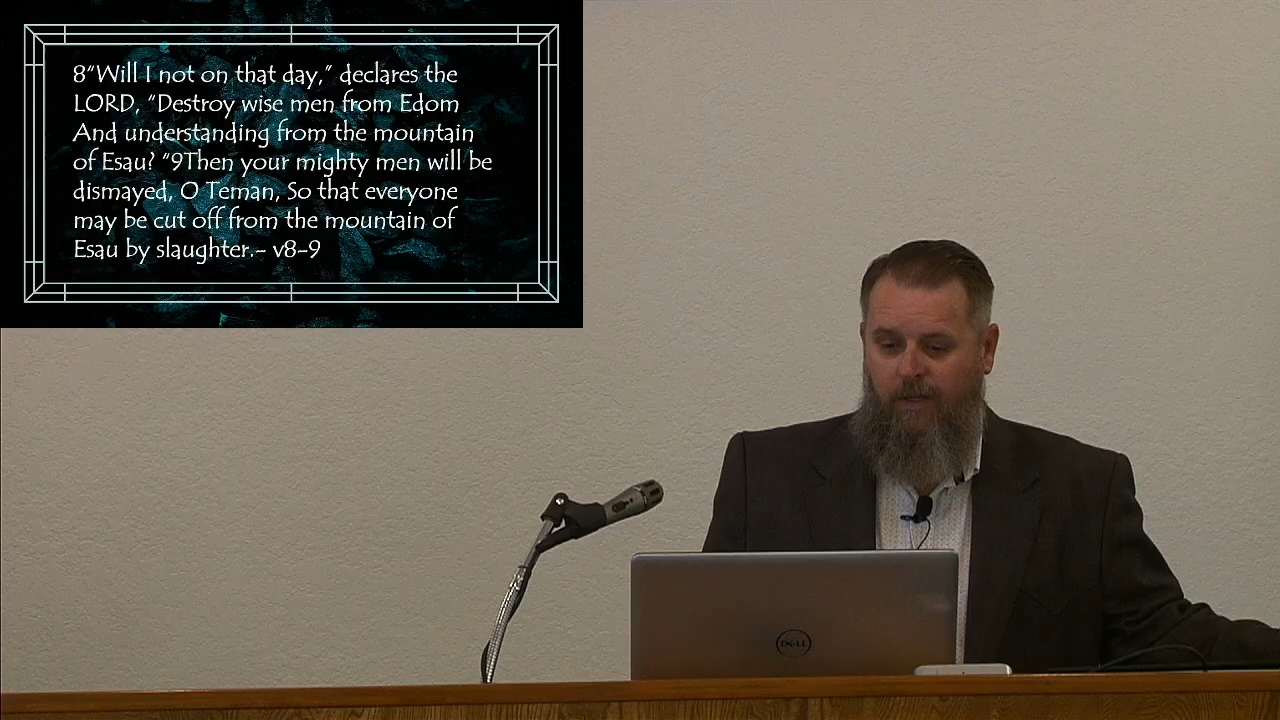 8“Will I not on that day,” declares the
LORD, “Destroy wise men from Edom
And understanding from the mountain
of Esau? “9Then your mighty men will be
dismayed, O Teman, So that everyone
may be cut off from the mountain of
Esau by slaughter.- v8-9
DELL